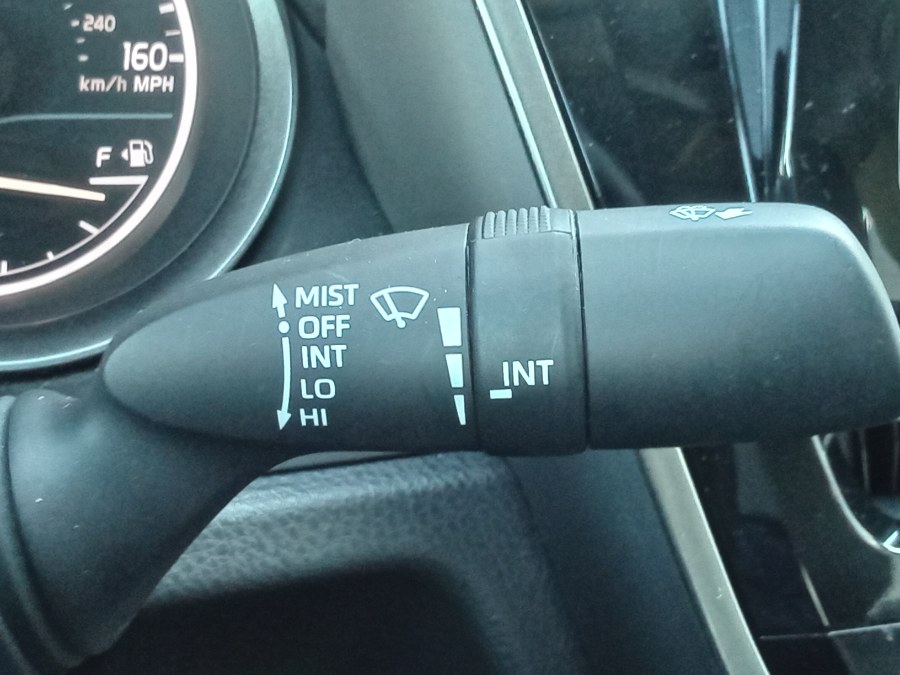 240
160
km/h MPH
F
MIST
OFF
INT
LO
HI
INT